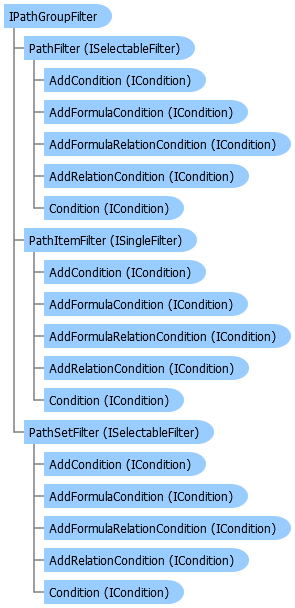 IPathGroupFilter
PathFilter (ISelectableFilter)
AddCondition (ICondition)
AddFormulaCondition (ICondition)
AddFormulaRelationCondition (ICondition)
AddRelationCondition (ICondition)
Condition (ICondition)
PathItemFilter (ISingleFilter)
AddCondition (ICondition)
AddFormulaCondition (ICondition)
AddFormulaRelationCondition (ICondition)
AddRelationCondition (ICondition)
Condition (ICondition)
PathSetFilter (ISelectableFilter)
AddCondition (ICondition)
AddFormulaCondition (ICondition)
AddFormulaRelationCondition (ICondition)
AddRelationCondition (ICondition)
Condition (ICondition)